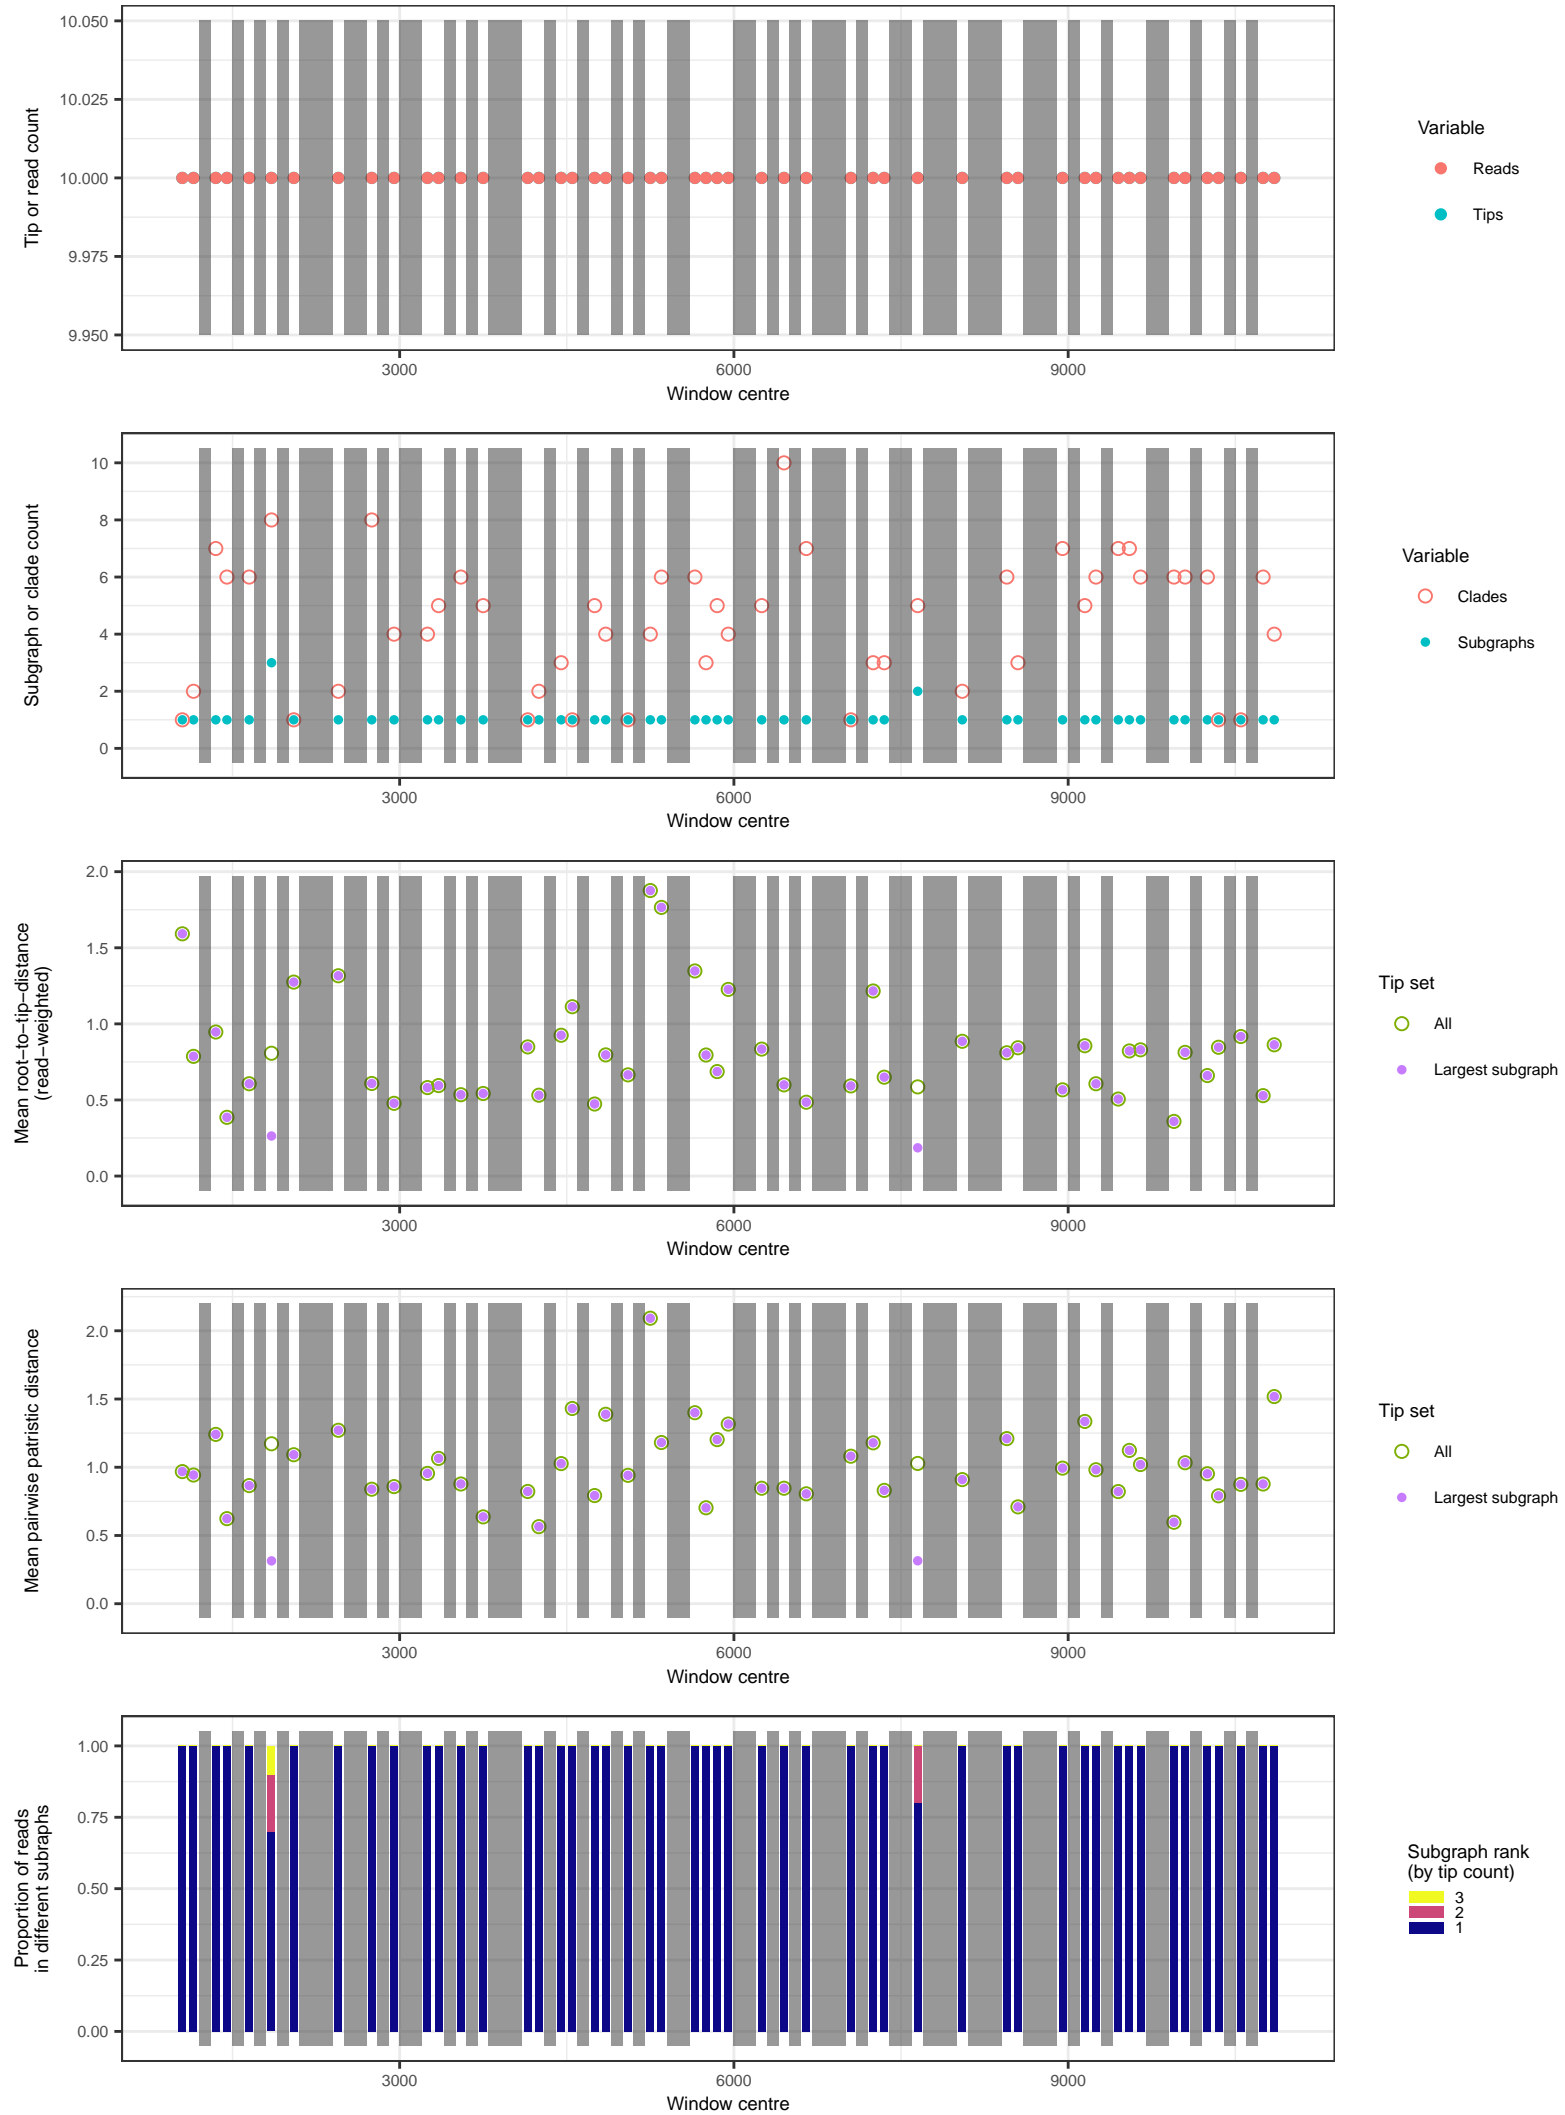 10.050
10.025
10.000
9.975
9.950
Tip or read count
3000
6000
9000
Window centre
Variable
Reads
Tips
10
8
6
4
2
0
Subgraph or clade count
3000
6000
9000
Window centre
Variable
Clades
Subgraphs
2.0
1.5
1.0
0.5
0.0
Mean root−to−tip−distance
(read−weighted)
3000
6000
9000
Window centre
Tip set
All
Largest subgraph
2.0
1.5
1.0
0.5
0.0
Mean pairwise patristic distance
3000
6000
9000
Window centre
Tip set
All
Largest subgraph
1.00
0.75
0.50
0.25
0.00
Proportion of reads
in different subraphs
3000
6000
9000
Window centre
Subgraph rank
(by tip count)
3
2
1